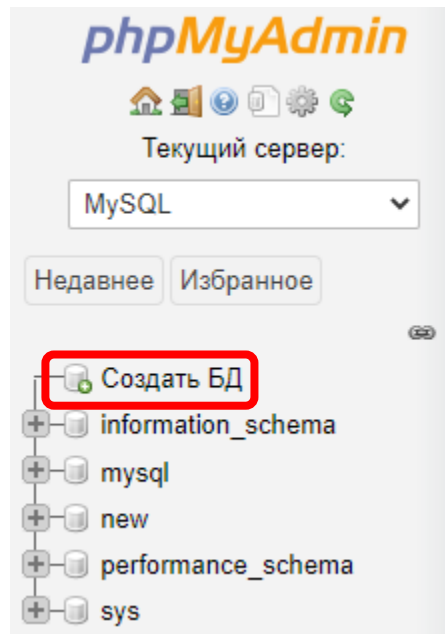 phpMyAdmin
Текущий сервер:
MySQL
Недавнее Избранное
Создать БД
information_schema
mysql
new
performance_schema
sys